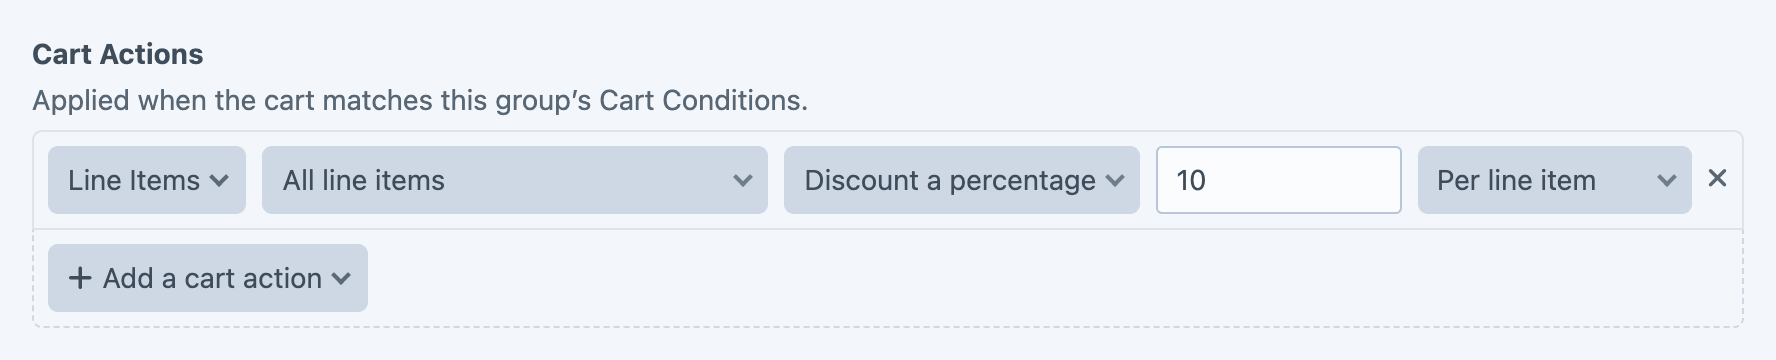 Cart Actions
Applied when the cart matches this group’s Cart Conditions.
Line Items All line items Discount a percentage 10 Per line item
Add a cart action